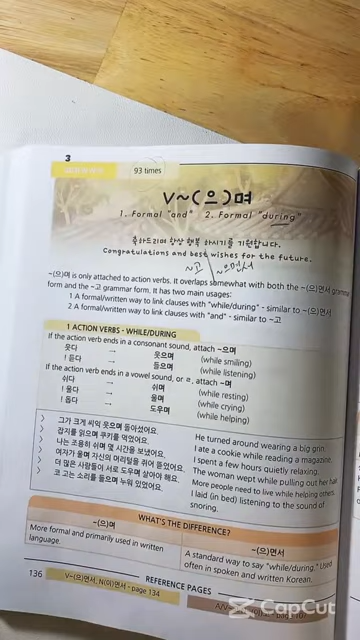 3
93 times
V~(으)며
1. Formal "and" 2. Formal "during"
축하드리며 항상 행복하시기를 기원합니다.
Congratulations and best wishes for the future.
~고 ~으면서
~(으)며 is only attached to action verbs. It overlaps somewhat with both the ~(으)면서 grammar
form and the ~고 grammar form. It has two main usages:
1 A formal/written way to link clauses with "while/during" - similar to ~(으)면서
2 A formal/written way to link clauses with "and" - similar to ~고
1 ACTION VERBS - WHILE/DURING
If the action verb ends in a consonant sound, attach ~으며
웃다 → 웃으며 (while smiling)
! 듣다 → 들으며 (while listening)
If the action verb ends in a vowel sound, or ㄹ, attach ~며
쉬다 → 쉬며 (while resting)
! 울다 → 울며 (while crying)
! 돕다 → 도우며 (while helping)
> 그가 크게 씨익 웃으며 돌아섰어요. He turned around wearing a big grin
> 잡지를 읽으며 쿠키를 먹었어요. I ate a cookie while reading a magazine.
> 나는 조용히 쉬며 몇 시간을 보냈어요. I spent a few hours quietly relaxing.
> 여자가 울며 자신의 머리털을 쥐어 뜯었어요. The woman wept while pulling out her hair
> 더 많은 사람들이 서로 도우며 살아야 해요. More people need to live while helping others
> 코 고는 소리를 들으며 누워 있었어요. I laid (in bed) listening to the sound of
snoring.
WHAT'S THE DIFFERENCE?
~(으)며 ~(으)면서
More formal and primarily used in written
language.
A standard way to say "while/during." Used
often in spoken and written Korean.
136 REFERENCE PAGES
V~(으)면서, N(이)면서 - page 134
CapCut